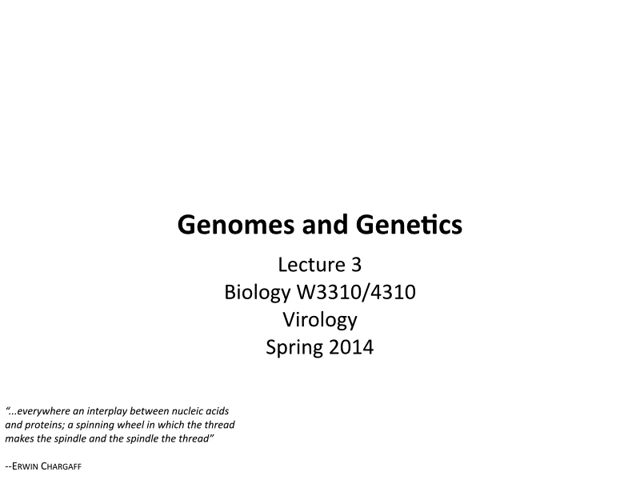 Genomes and Genetics
Lecture 3
Biology W3310/4310
Virology
Spring 2014
“...everywhere an interplay between nucleic acids
and proteins; a spinning wheel in which the thread
makes the spindle and the spindle the thread”
--ERWIN CHARGAFF